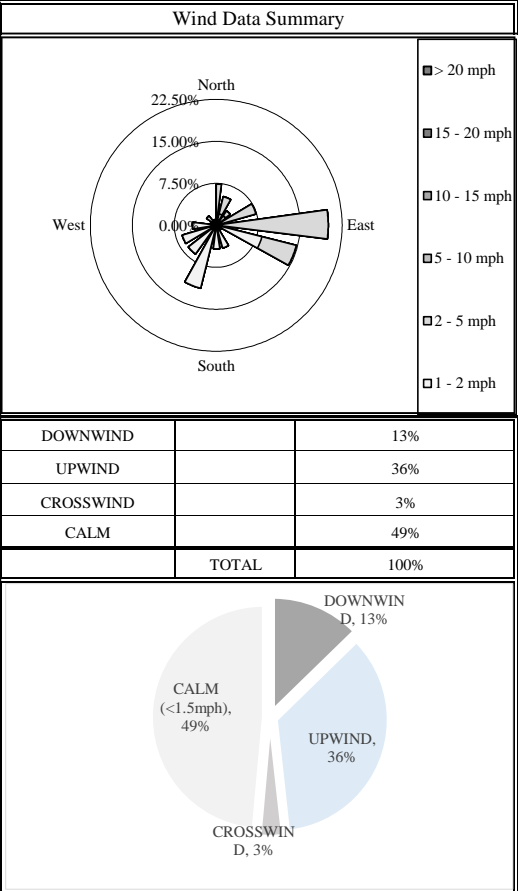 Wind Data Summary
North
22.50%
15.00%
7.50%
0.00%
West
East
South
> 20 mph
15 - 20 mph
10 - 15 mph
5 - 10 mph
2 - 5 mph
1 - 2 mph
DOWNWIND 13%
UPWIND 36%
CROSSWIND 3%
CALM 49%
TOTAL 100%
DOWNWIN
D, 13%
CALM
(<1.5mph),
49%
UPWIND,
36%
CROSSWIN
D, 3%